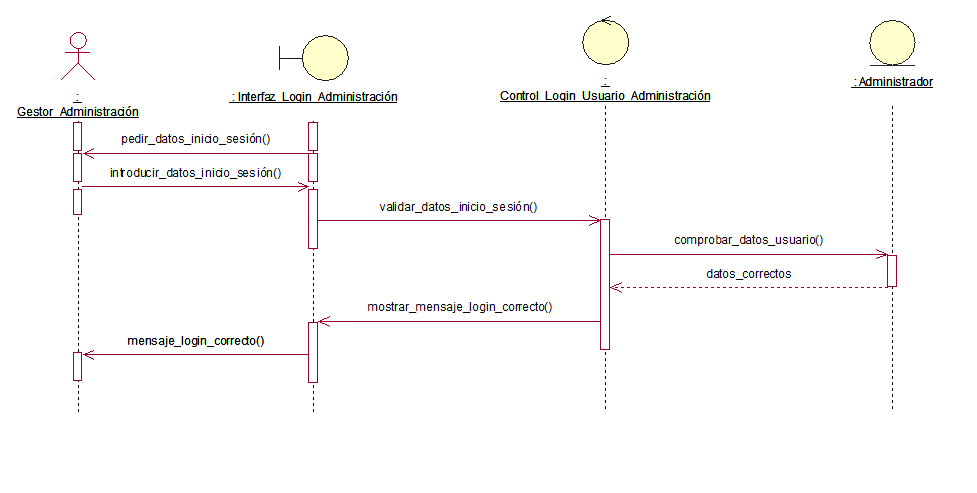 :
Gestor_Administración
: Interfaz_Login_Administración
:
Control_Login_Usuario_Administración
: Administrador
pedir_datos_inicio_sesión()
introducir_datos_inicio_sesión()
validar_datos_inicio_sesión()
comprobar_datos_usuario()
datos_correctos
mostrar_mensaje_login_correcto()
mensaje_login_correcto()